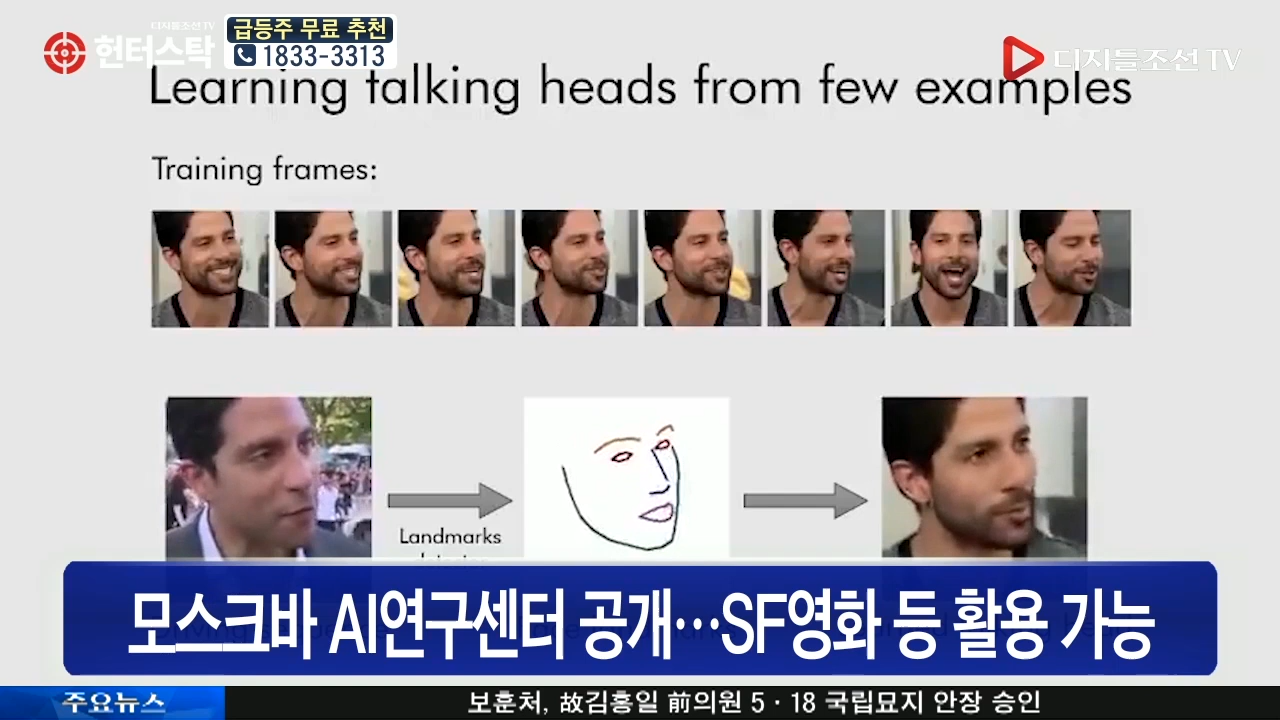 디지틀조선TV
헌터스탁
급등주 무료 추천
1833-3313
디지틀조선TV
Learning talking heads from few examples
Training frames:
Landmarks
모스크바 AI연구센터 공개…SF영화 등 활용 가능
주요뉴스
보훈처, 故김홍일 前의원 5·18 국립묘지 안장 승인